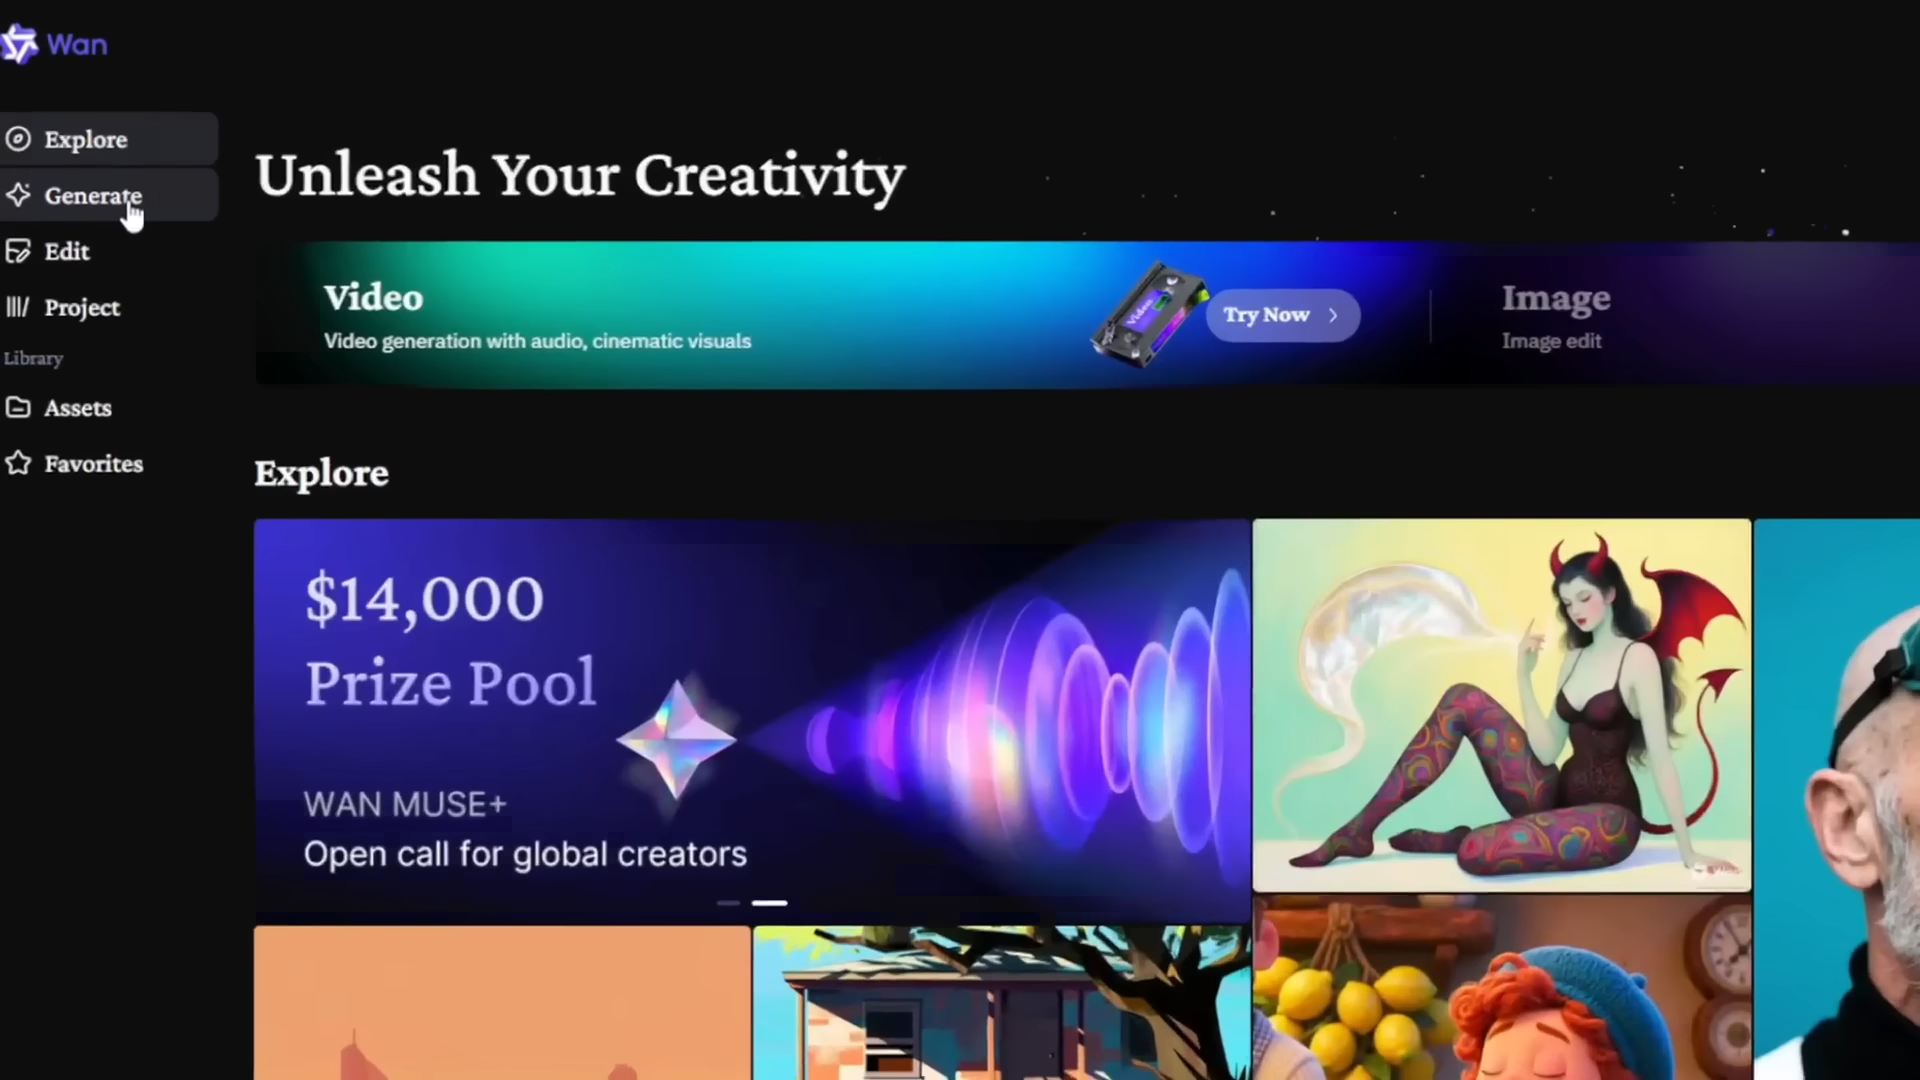 Wan
Explore
Generate
Edit
Project
Library
Assets
Favorites
Unleash Your Creativity
Video
Video generation with audio, cinematic visuals
Video
Try Now
Image
Image edit
Explore
$14,000
Prize Pool
WAN MUSE+
Open call for global creators